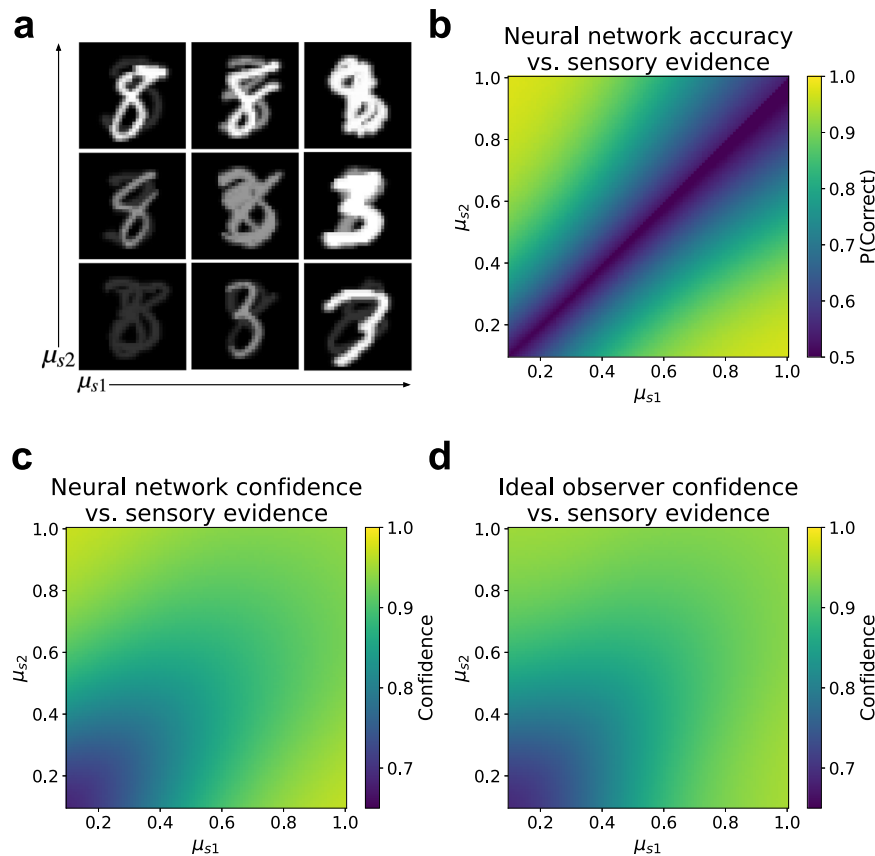 a
μs2
μs1
b
Neural network accuracy
vs. sensory evidence
1.0
0.8
0.6
0.4
0.2
μs2
0.2 0.4 0.6 0.8 1.0
μs1
1.0
0.9
0.8
0.7
0.6
0.5
P(Correct)
c
Neural network confidence
vs. sensory evidence
1.0
0.8
0.6
0.4
0.2
μs2
0.2 0.4 0.6 0.8 1.0
μs1
1.0
0.9
0.8
0.7
Confidence
d
Ideal observer confidence
vs. sensory evidence
1.0
0.8
0.6
0.4
0.2
μs2
0.2 0.4 0.6 0.8 1.0
μs1
1.0
0.9
0.8
0.7
Confidence